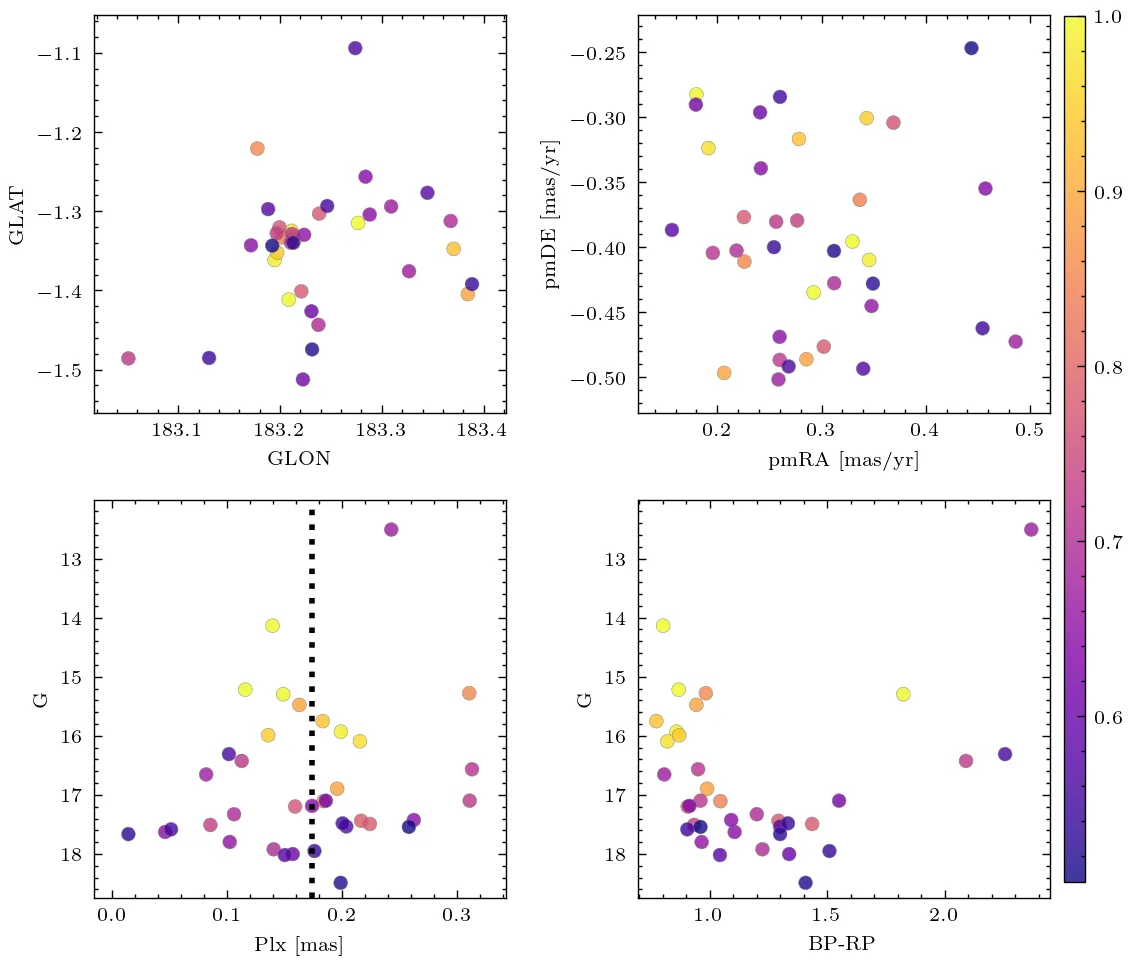 −1.1
−1.2
−1.3
−1.4
−1.5
GLAT
183.1 183.2 183.3 183.4
GLON
−0.25
−0.30
−0.35
−0.40
−0.45
−0.50
pmDE [mas/yr]
0.2 0.3 0.4 0.5
pmRA [mas/yr]
1.0
0.9
0.8
0.7
0.6
13
14
15
16
17
18
G
0.0 0.1 0.2 0.3
Plx [mas]
13
14
15
16
17
18
G
1.0 1.5 2.0
BP-RP